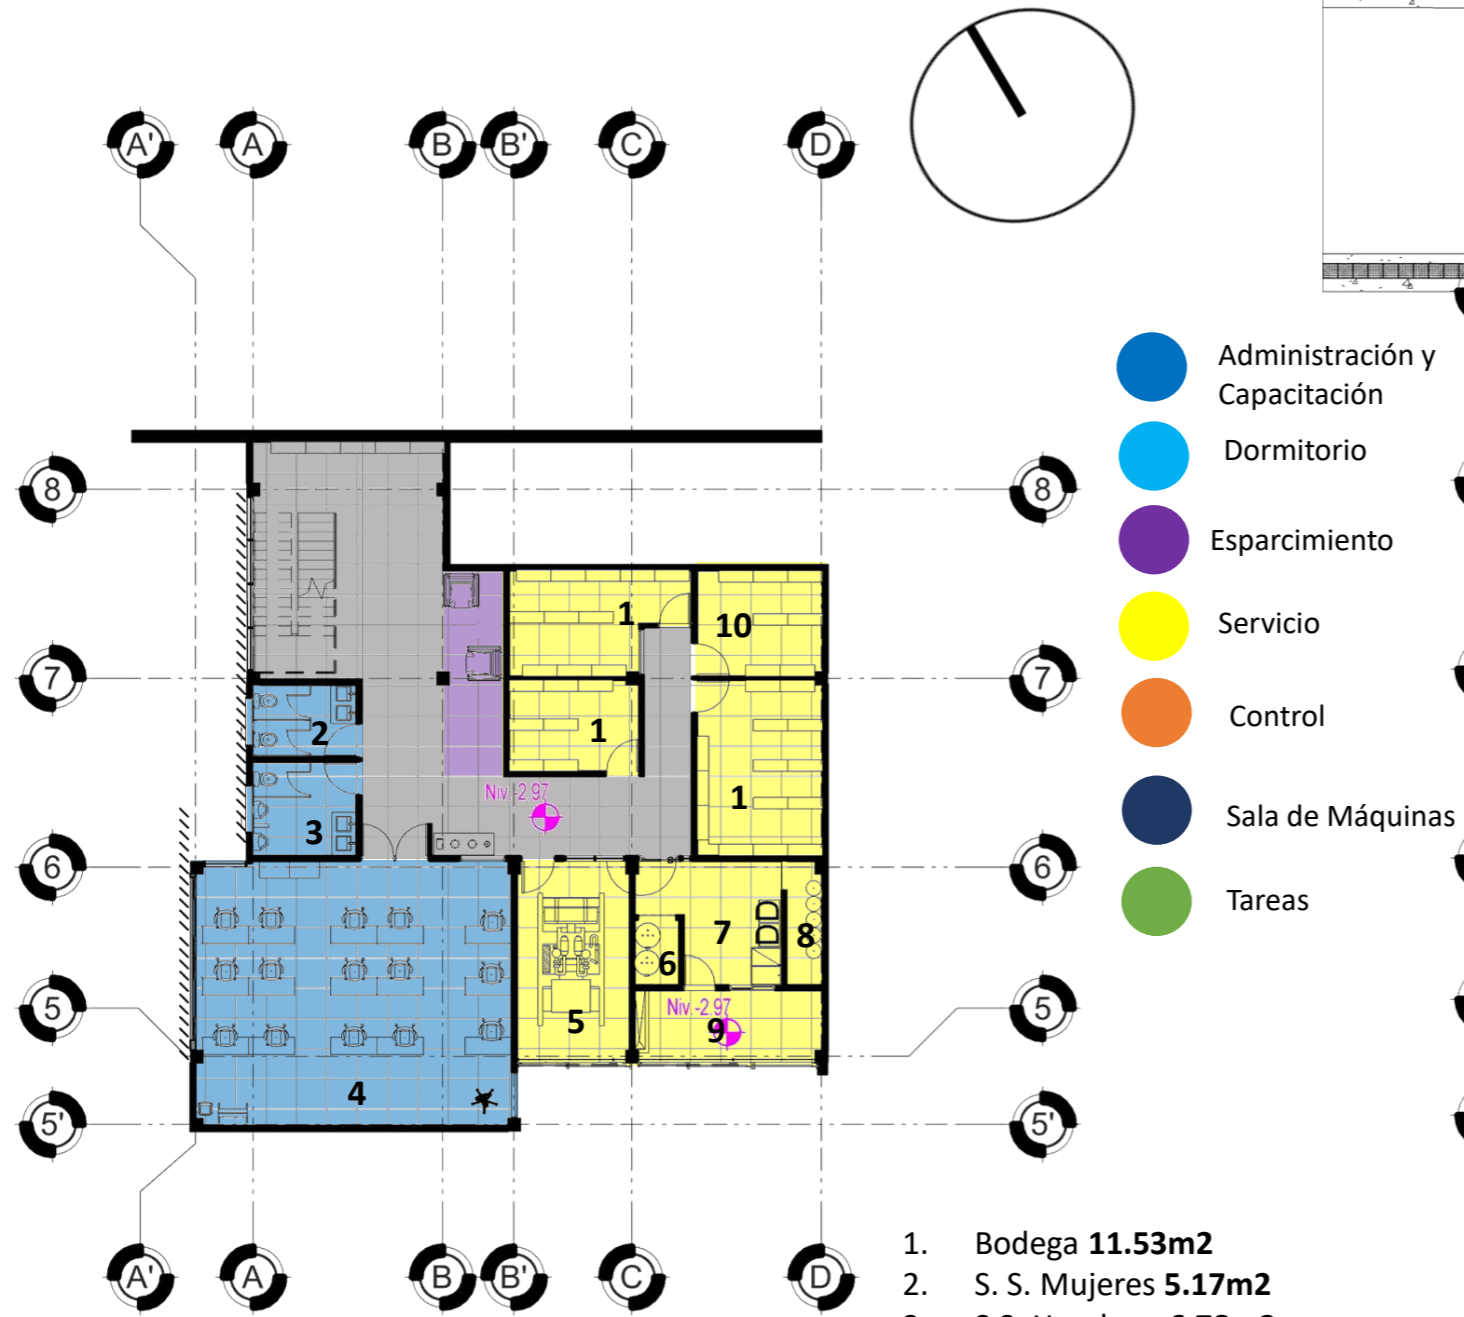 A' A B B' C D
8 8
7 7
6 6
5 5
5' 5'
A' A B B' C D
1 10
2 1
1
3
Niv.-2.97
7 8
6
5
Niv.-2.97
9
4
Administración y
Capacitación
Dormitorio
Esparcimiento
Servicio
Control
Sala de Máquinas
Tareas
1. Bodega 11.53m2
2. S. S. Mujeres 5.17m2